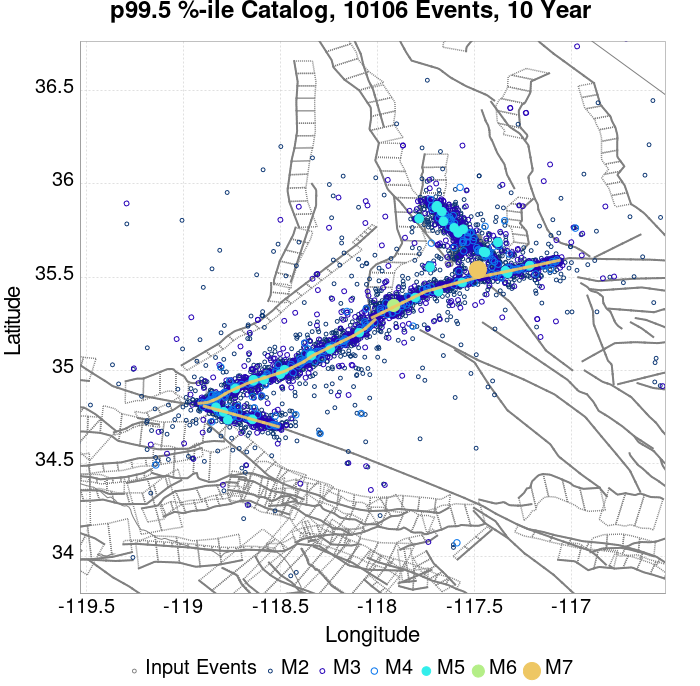 p99.5 %-ile Catalog, 10106 Events, 10 Year
36.5
36
35.5
35
34.5
34
Latitude
-119.5 -119 -118.5 -118 -117.5 -117
Longitude
Input Events M2 M3 M4 M5 M6 M7